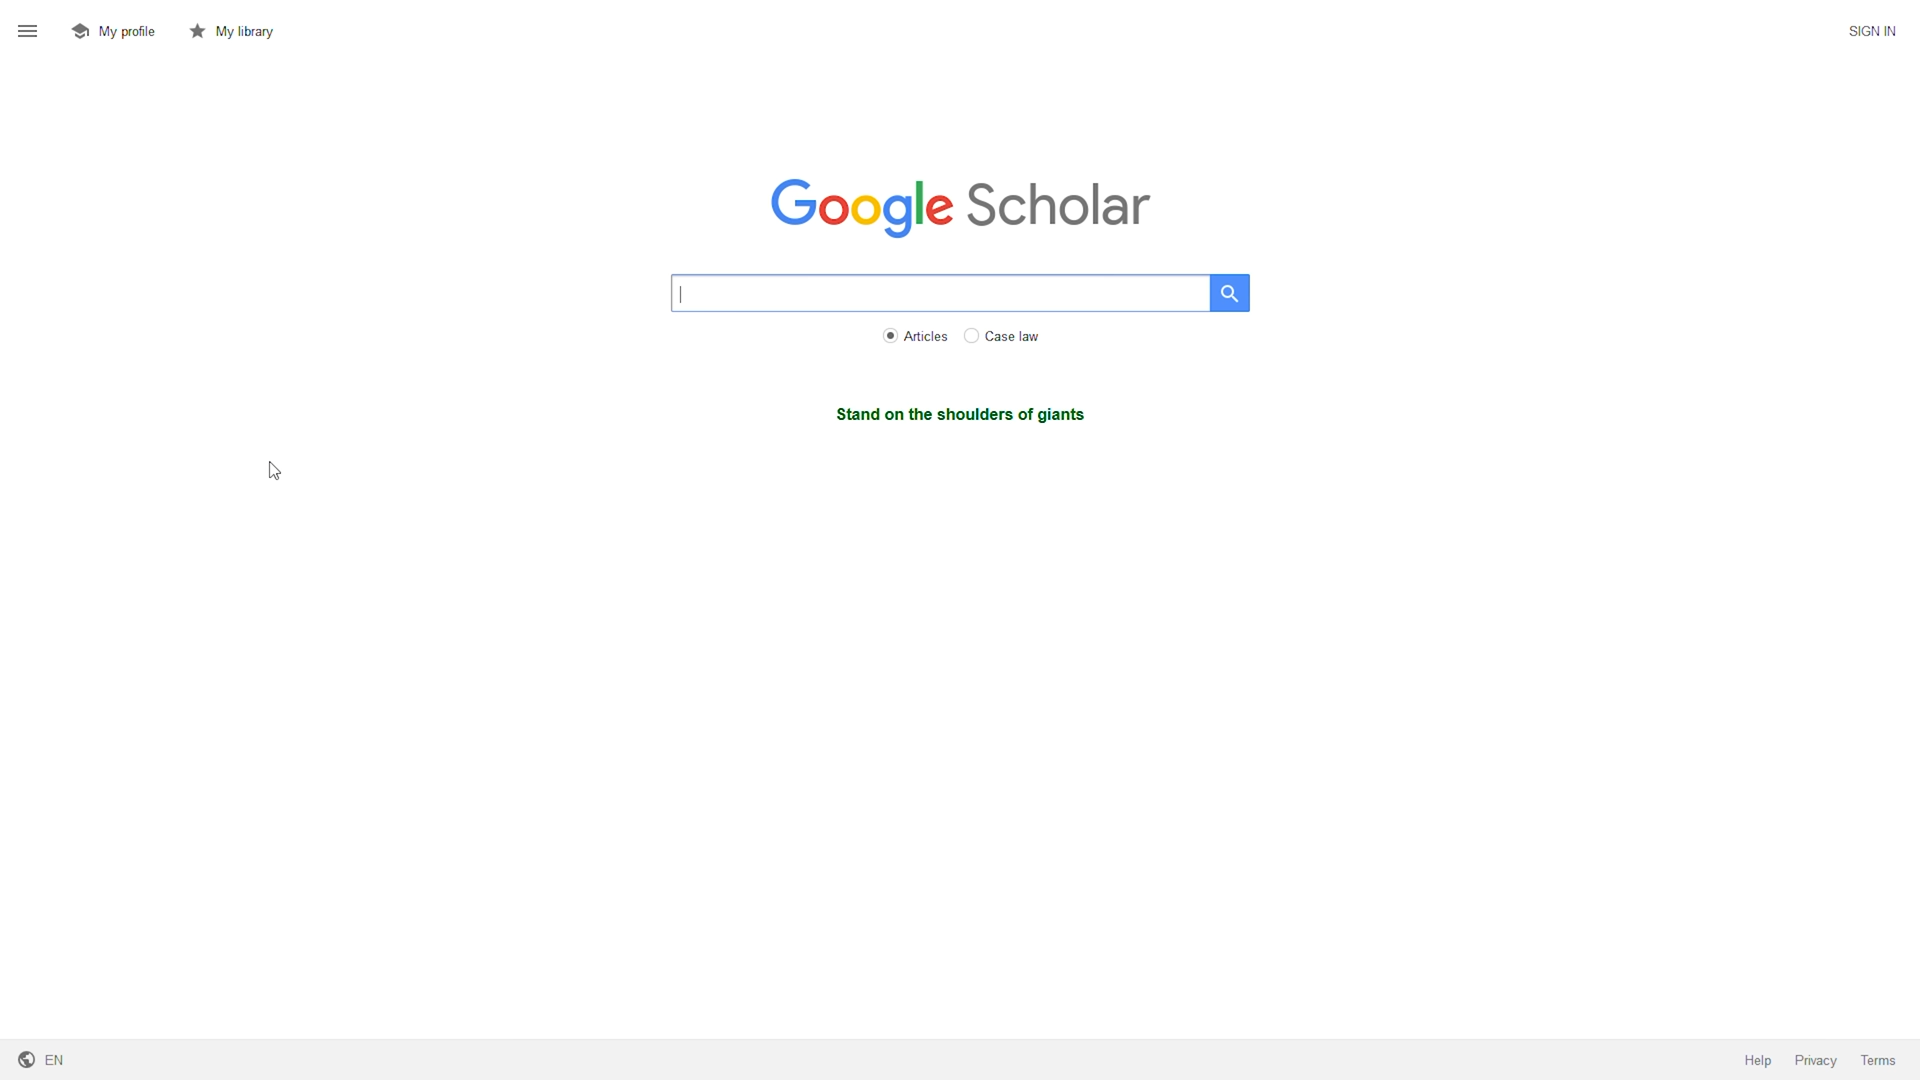 My profile My library SIGN IN
Google Scholar
Articles Case law
Stand on the shoulders of giants
EN Help Privacy Terms